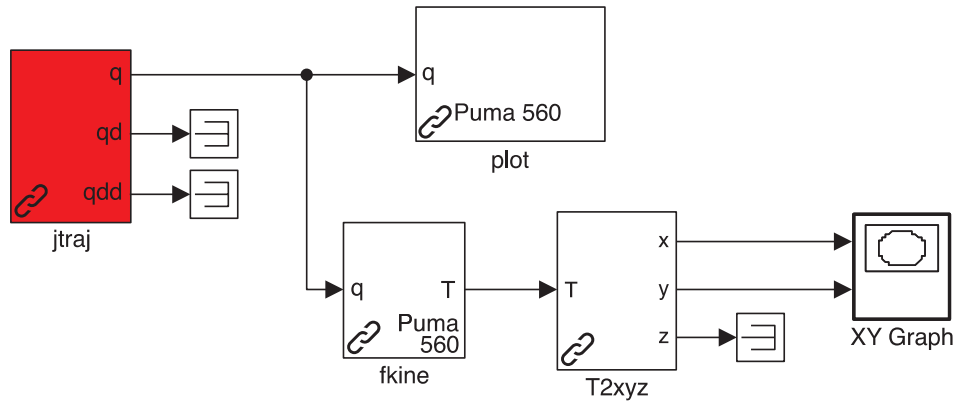 q
qd
qdd
jtraj
q
Puma 560
plot
q
T
Puma
560
fkine
T
x
y
z
T2xyz
XY Graph